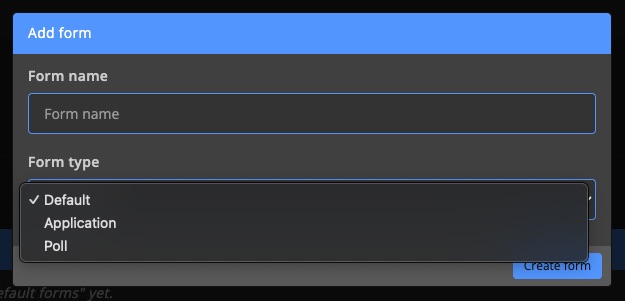 Add form
Form name
Form name
Form type
✓ Default
Application
Poll
Create form
efault forms" yet.